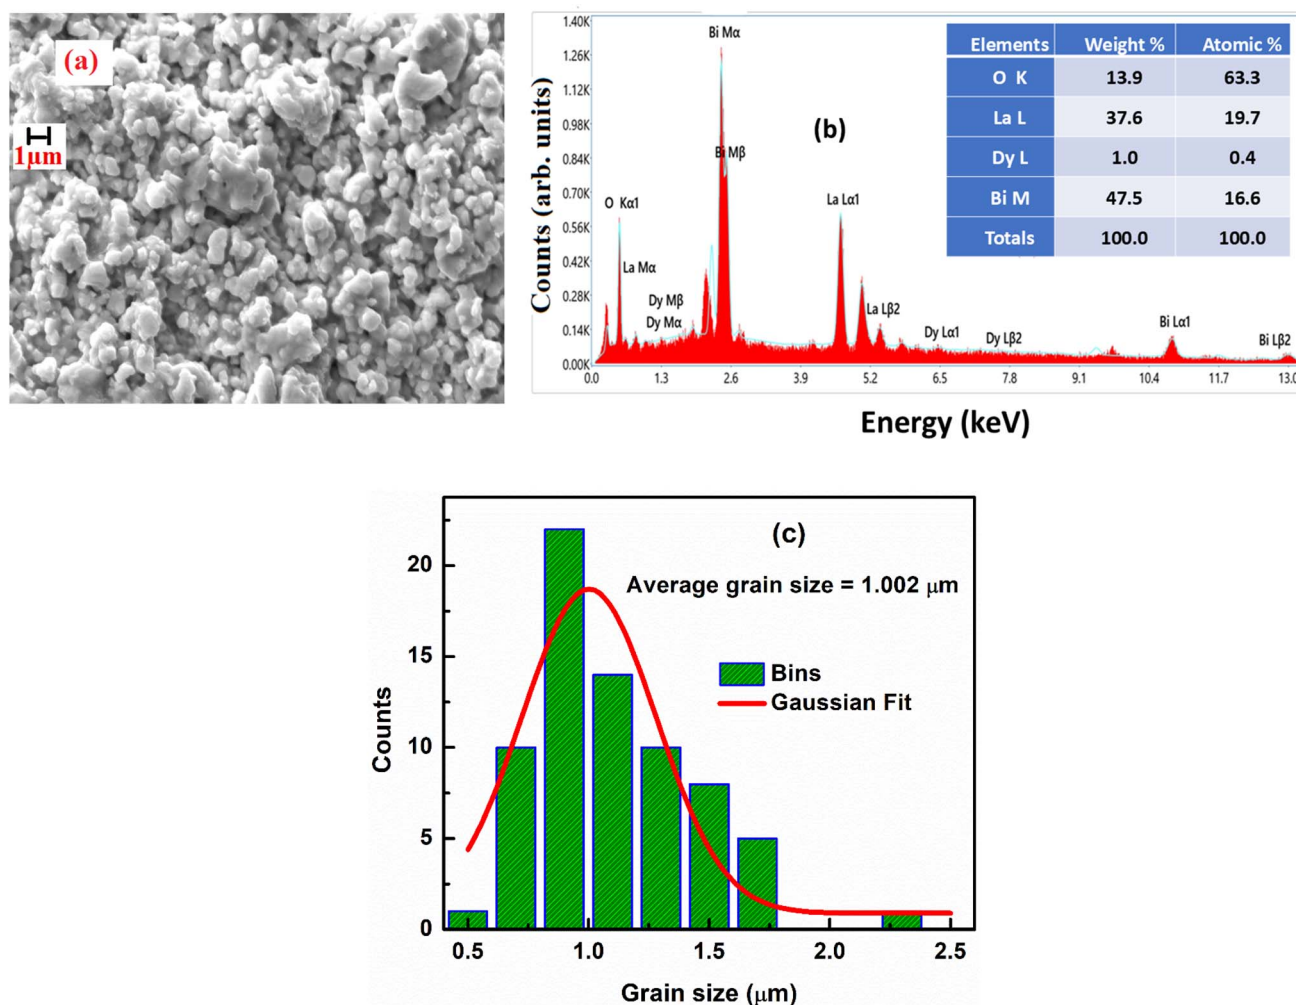 (a)
1μm
(b)
Counts (arb. units)
1.40K
1.26K
1.12K
0.98K
0.84K
0.70K
0.56K
0.42K
0.28K
0.14K
0.00K
0.0 1.3 2.6 3.9 5.2 6.5 7.8 9.1 10.4 11.7 13.0
Energy (keV)
O Kα1
La Mα
Dy Mβ
Dy Mα
Bi Mα
Bi Mβ
La Lα1
La Lβ2
Dy Lα1
Dy Lβ2
Bi Lα1
Bi Lβ2
Elements Weight % Atomic %
O K 13.9 63.3
La L 37.6 19.7
Dy L 1.0 0.4
Bi M 47.5 16.6
Totals 100.0 100.0
(c)
Average grain size = 1.002 μm
Bins
Gaussian Fit
Counts
20
15
10
5
0
0.5 1.0 1.5 2.0 2.5
Grain size (μm)